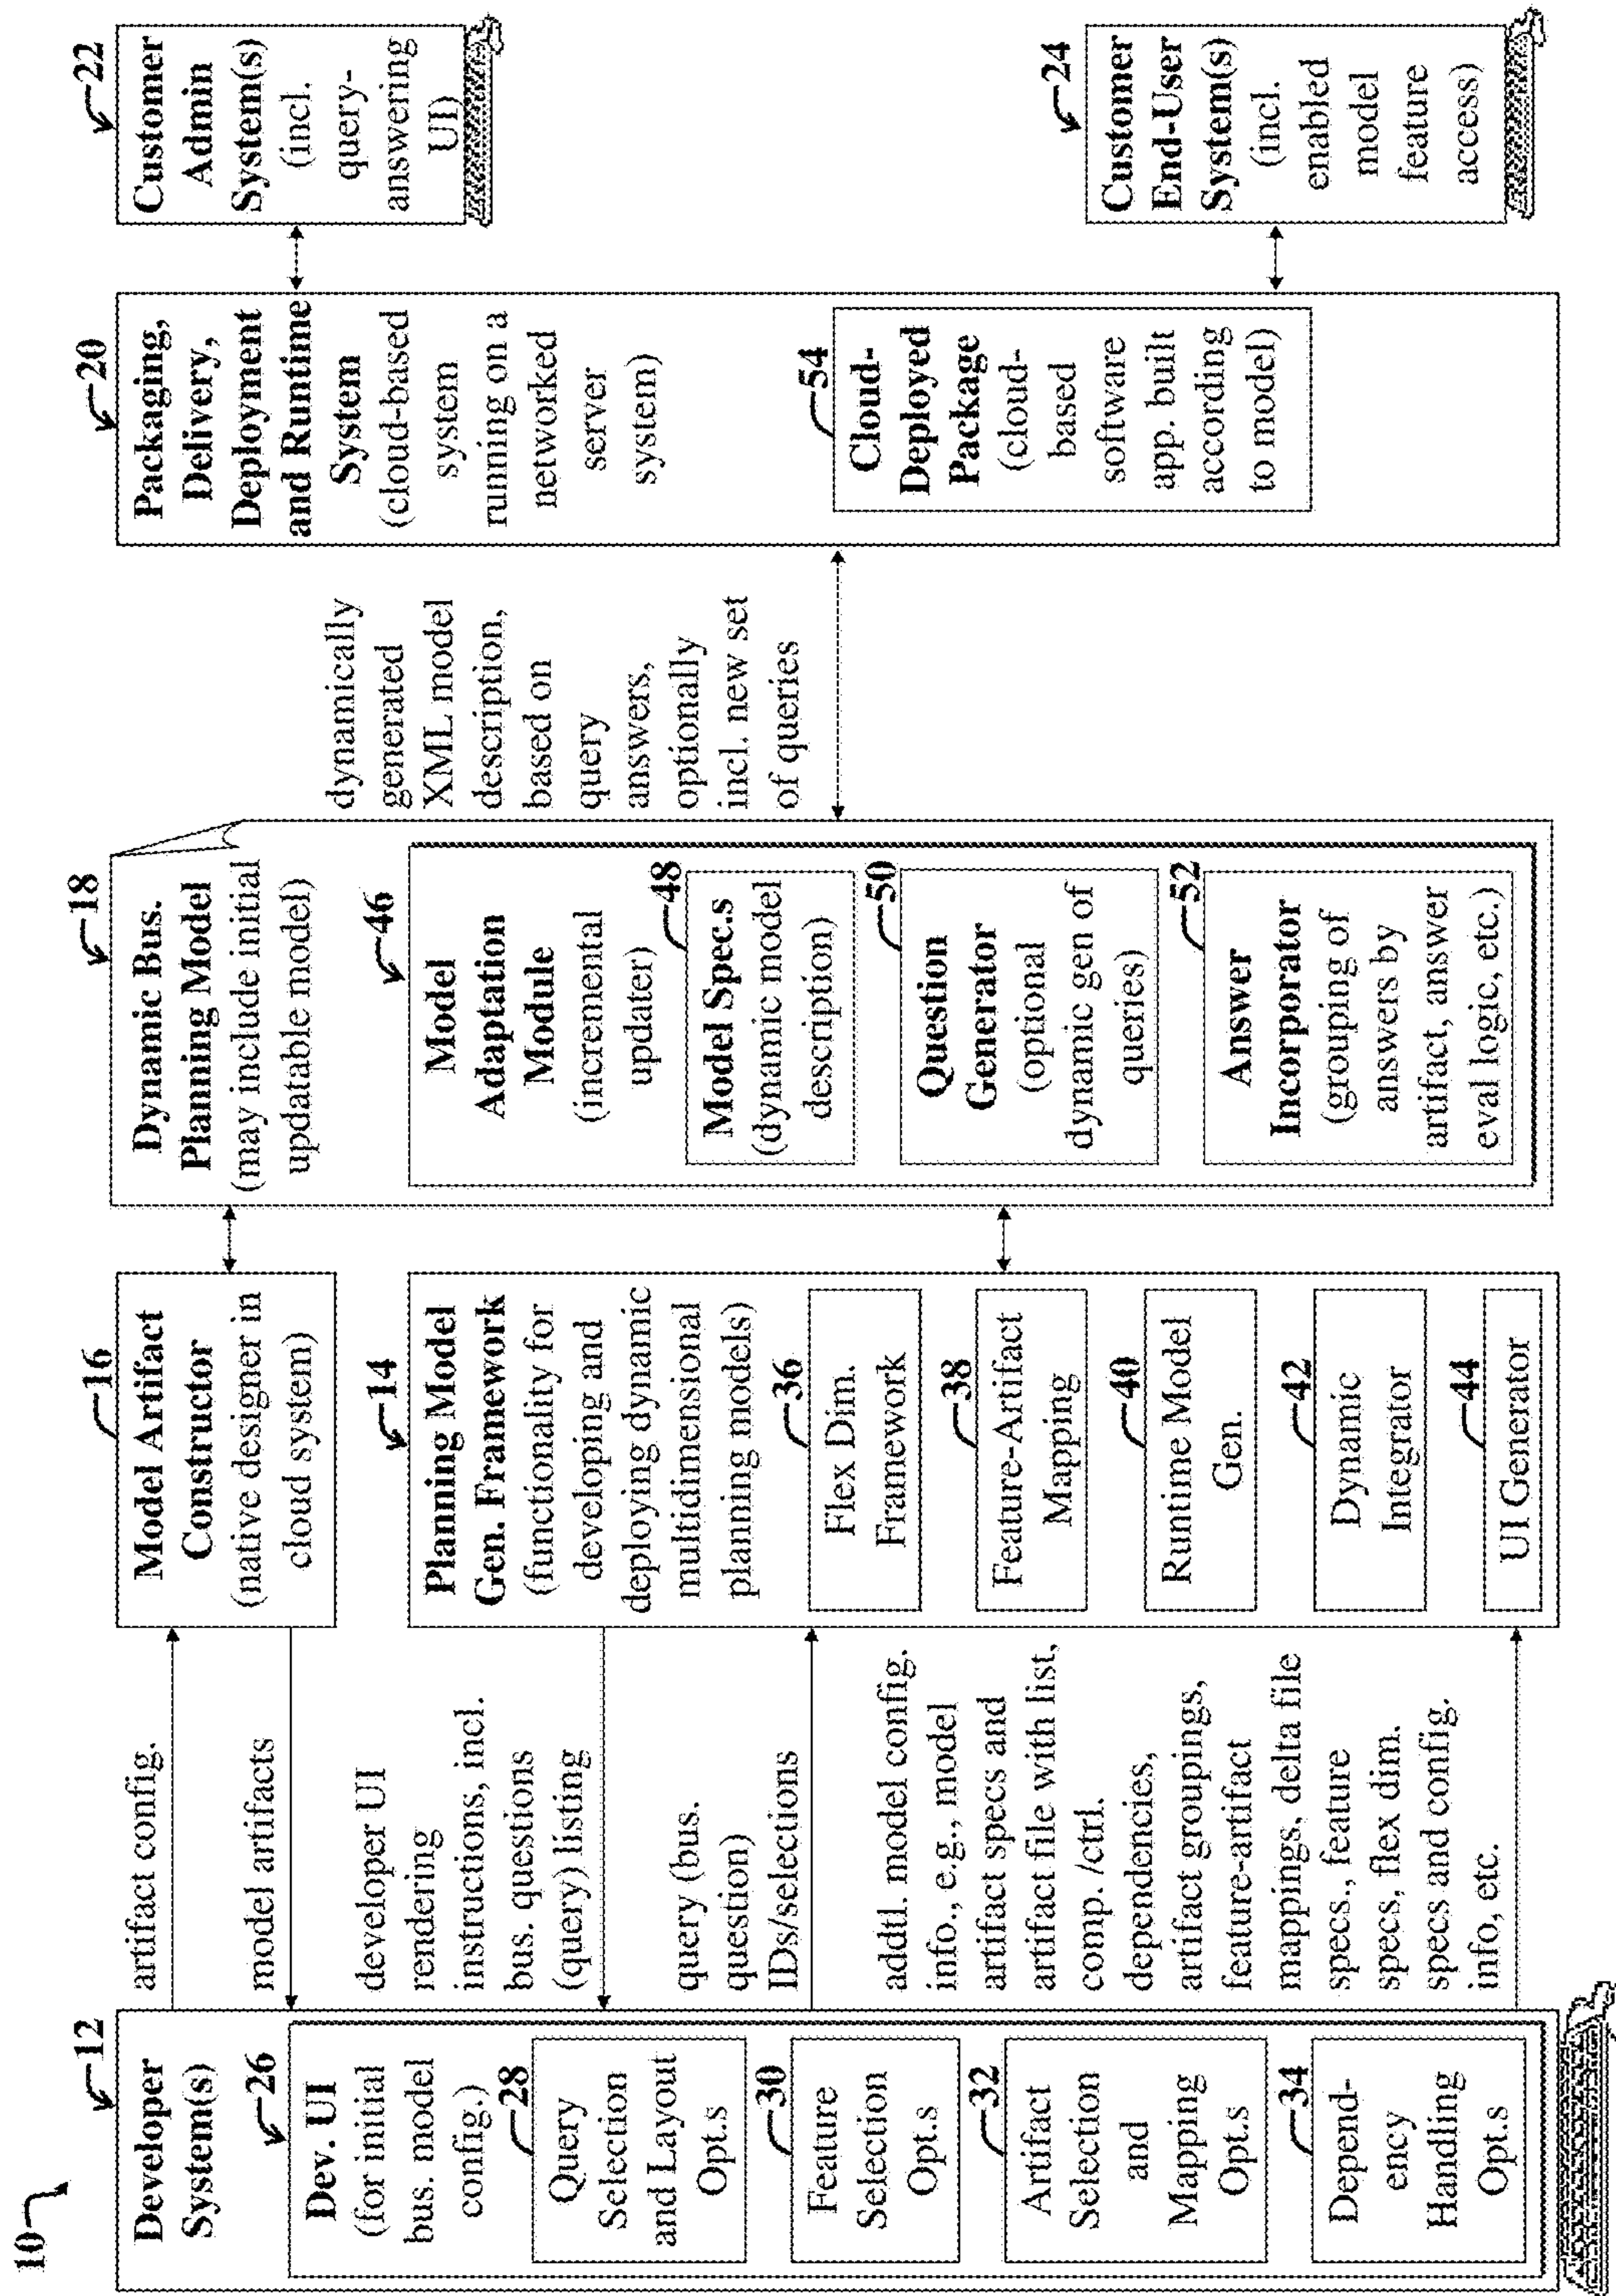 10
12
Developer
System(s)
26
Dev. UI
(for initial
bus. model
config.)
28
Query
Selection
and Layout
Opt.s
30
Feature
Selection
Opt.s
32
Artifact
Selection
and
Mapping
Opt.s
34
Depend-
ency
Handling
Opt.s
artifact config.
model artifacts
developer UI
rendering
instructions, incl.
bus. questions
(query) listing
query (bus.
question)
IDs/selections
addtl. model config.
info., e.g., model
artifact specs and
artifact file with list,
comp. /ctrl.
dependencies,
artifact groupings,
feature-artifact
mappings, delta file
specs., feature
specs, flex dim.
specs and config.
info, etc.
16
Model Artifact
Constructor
(native designer in
cloud system)
14
Planning Model
Gen. Framework
(functionality for
developing and
deploying dynamic
multidimensional
planning models)
36
Flex Dim.
Framework
38
Feature-Artifact
Mapping
40
Runtime Model
Gen.
42
Dynamic
Integrator
44
UI Generator
18
Dynamic Bus.
Planning Model
(may include initial
updatable model)
46
Model
Adaptation
Module
(incremental
updater)
48
Model Spec.s
(dynamic model
description)
50
Question
Generator
(optional
dynamic gen of
queries)
52
Answer
Incorporator
(grouping of
answers by
artifact, answer
eval logic, etc.)
dynamically
generated
XML model
description,
based on
query
answers,
optionally
incl. new set
of queries
20
Packaging,
Delivery,
Deployment
and Runtime
System
(cloud-based
system
running on a
networked
server
system)
54
Cloud-
Deployed
Package
(cloud-
based
software
app. built
according
to model)
22
Customer
Admin
System(s)
(incl.
query-
answering
UI)
24
Customer
End-User
System(s)
(incl.
enabled
model
feature
access)